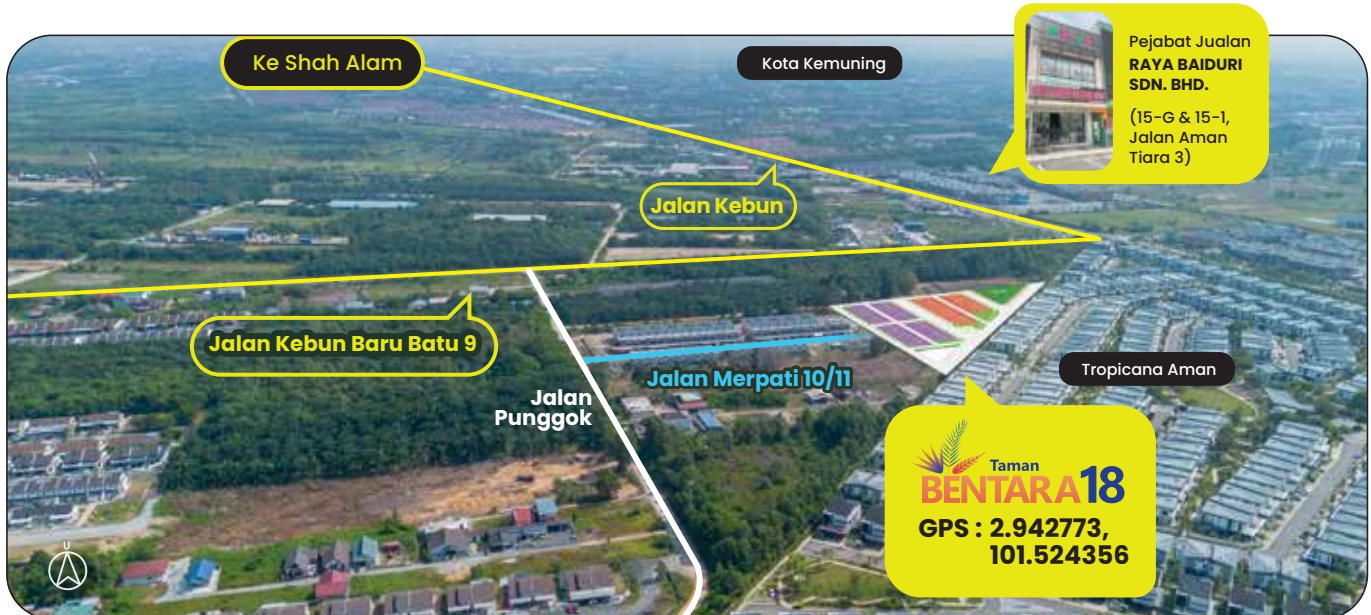 Ke Shah Alam
Kota Kemuning
Pejabat Jualan
RAYA BAIDURI
SDN. BHD.
(15-G & 15-1,
Jalan Aman
Tiara 3)
Jalan Kebun
Jalan Kebun Baru Batu 9
Jalan Merpati 10/11
Jalan
Punggok
Tropicana Aman
Taman
BENTARA 18
GPS : 2.942773,
101.524356
U